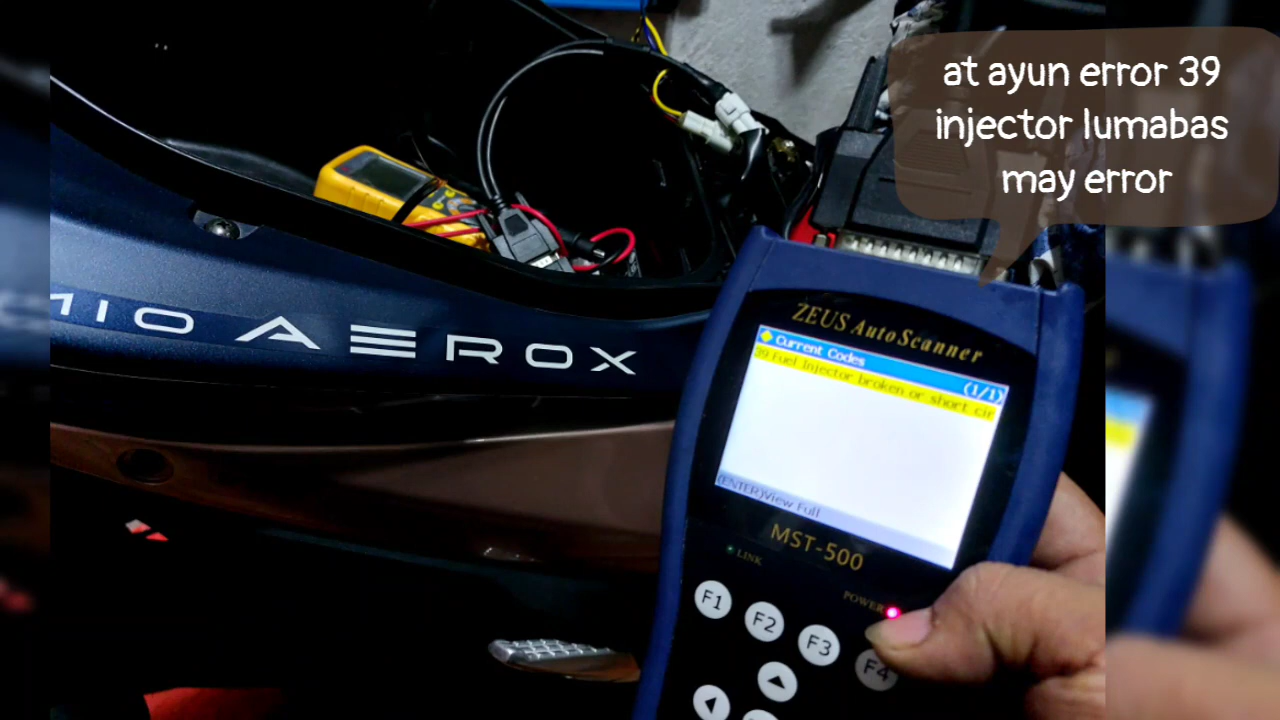 at ayun error 39
injector lumabas
may error
MIO AEROX
ZEUS AutoScanner
Current Codes
(1/1)
39 Fuel Injector broken or short cir
(ENTER)View Full
MST-500
LINK
POWER
F1
F2
F3
F4